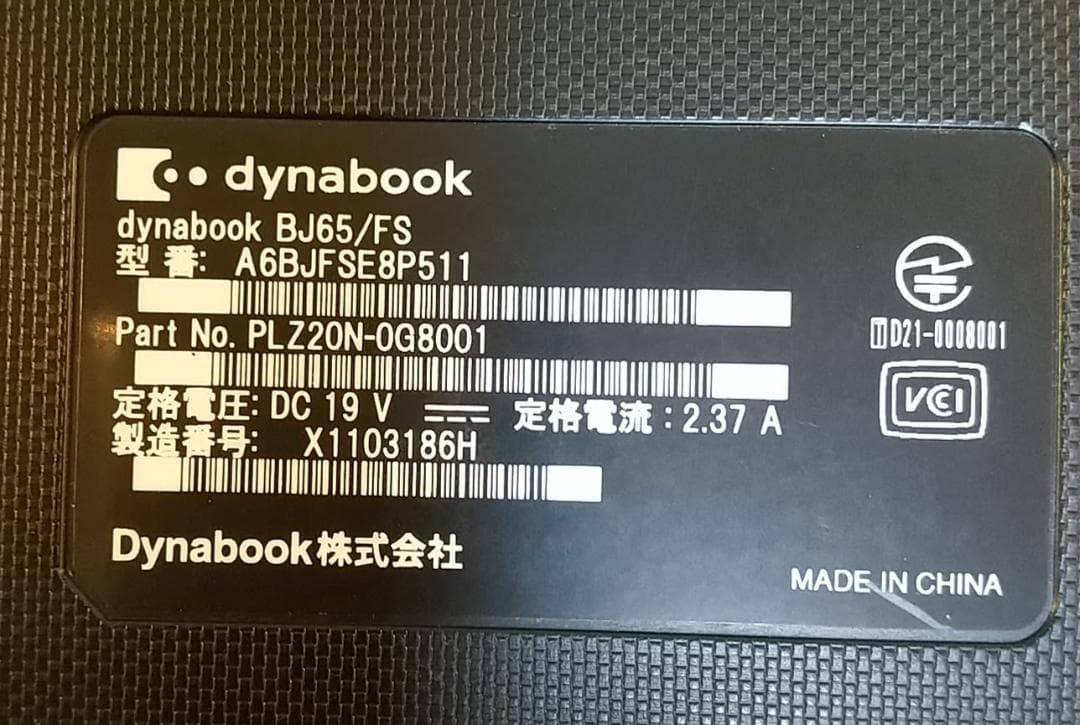 dynabook
dynabook BJ65/FS
型 番: A6BJFSE8P511
Part No. PLZ20N-0G8001
定格電圧: DC 19 V 定格電流: 2.37 A
製造番号: X1103186H
Dynabook株式会社
T D21-0008001
VCCI
MADE IN CHINA